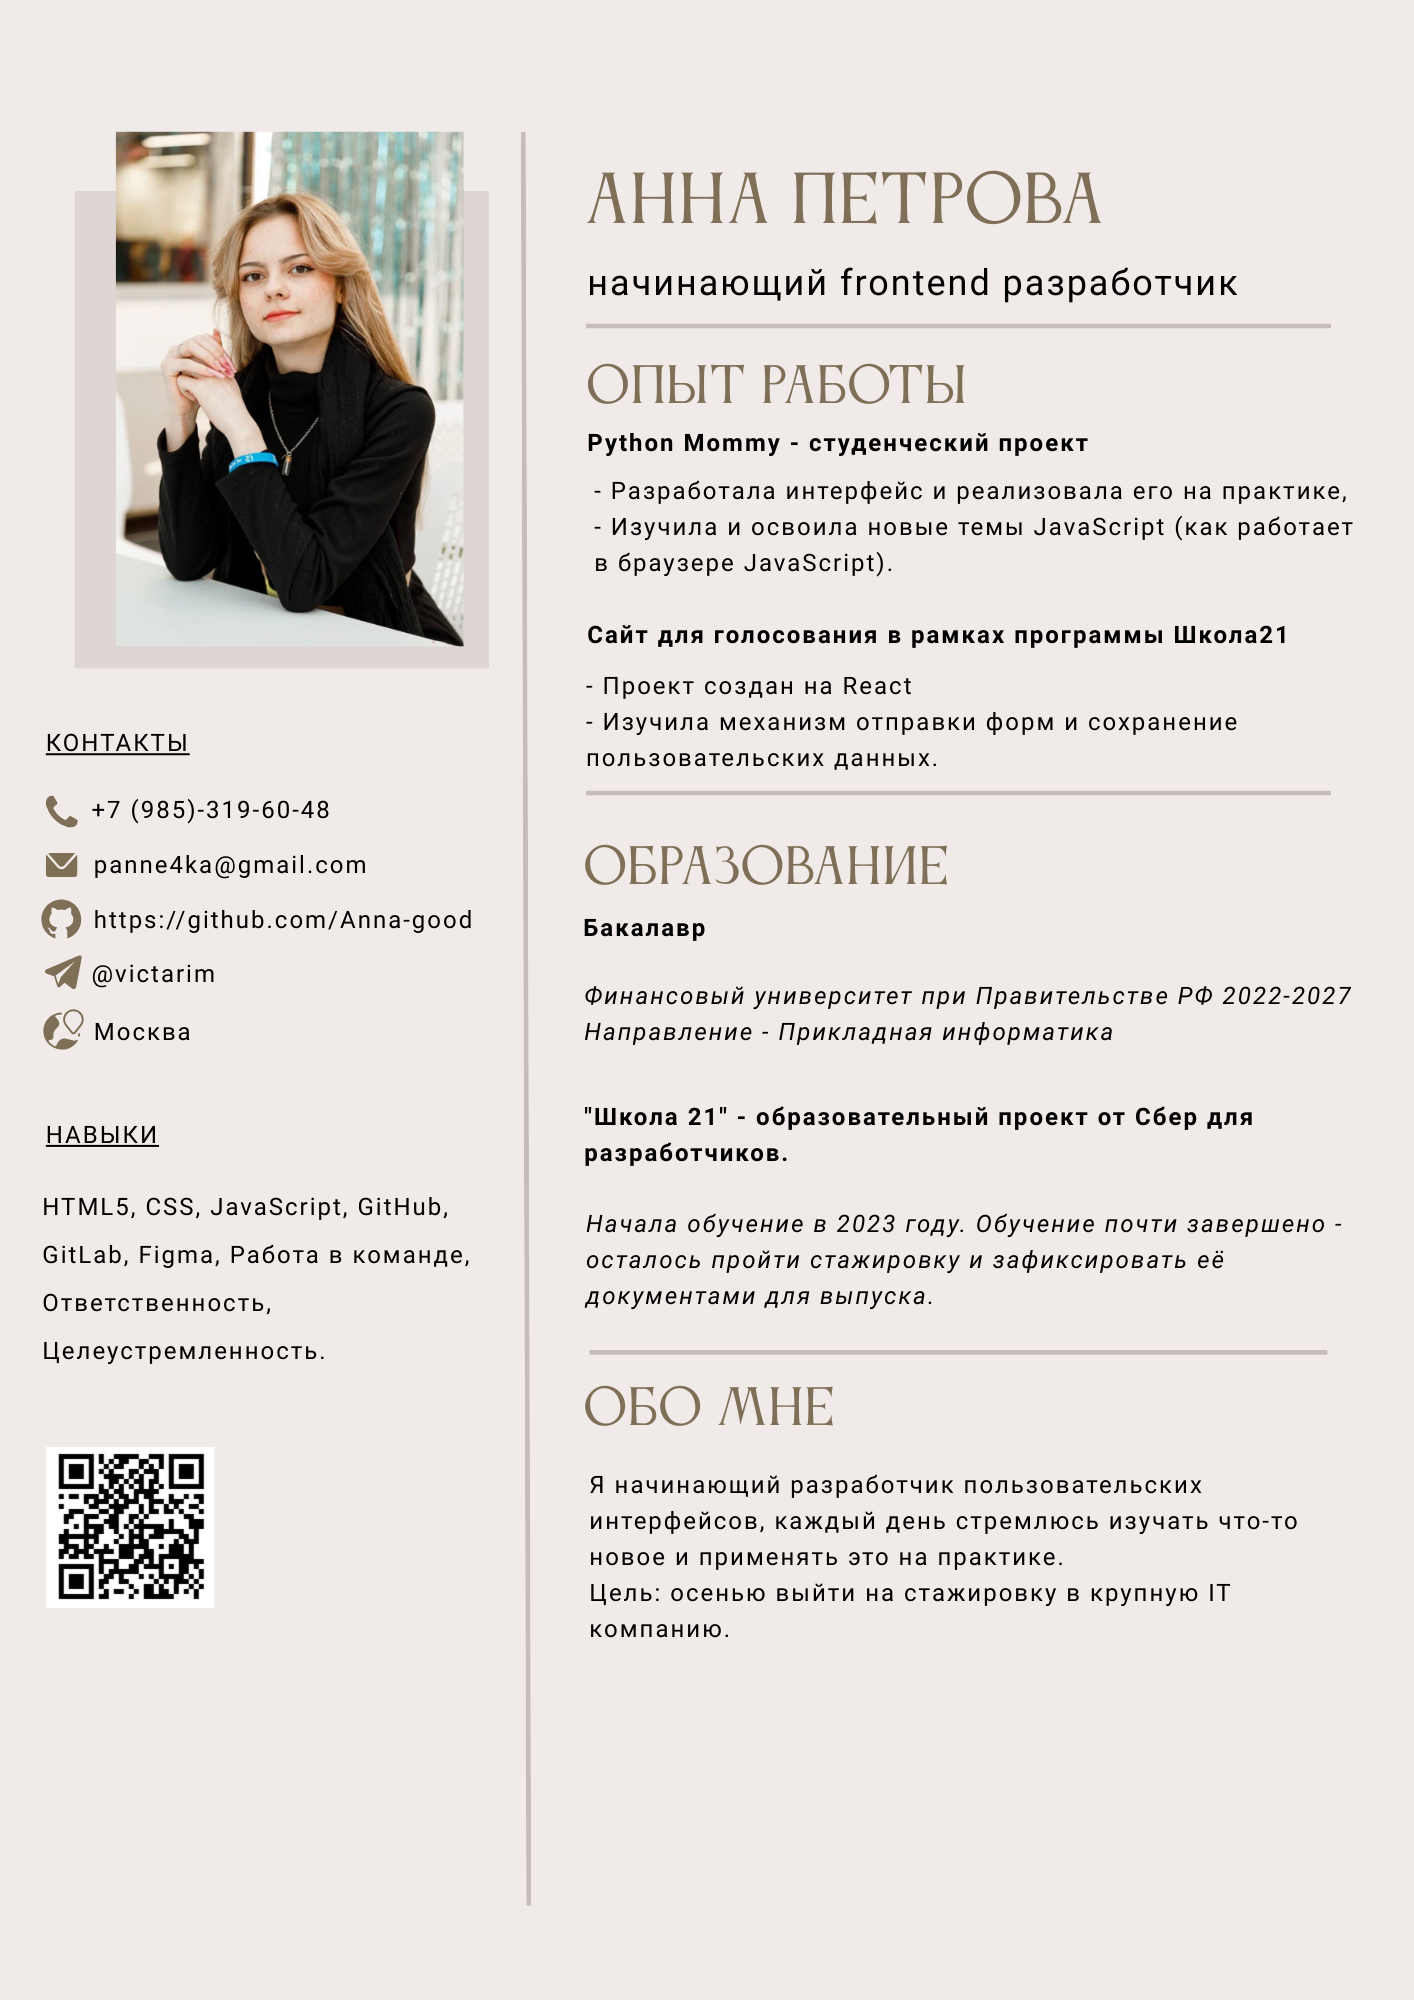 АННА ПЕТРОВА
начинающий frontend разработчик
ОПЫТ РАБОТЫ
Python Mommy - студенческий проект
- Разработала интерфейс и реализовала его на практике,
- Изучила и освоила новые темы JavaScript (как работает
в браузере JavaScript).
Сайт для голосования в рамках программы Школа21
- Проект создан на React
- Изучила механизм отправки форм и сохранение
пользовательских данных.
КОНТАКТЫ
+7 (985)-319-60-48
panne4ka@gmail.com
https://github.com/Anna-good
@victarim
Москва
НАВЫКИ
HTML5, CSS, JavaScript, GitHub,
GitLab, Figma, Работа в команде,
Ответственность,
Целеустремленность.
ОБРАЗОВАНИЕ
Бакалавр
Финансовый университет при Правительстве РФ 2022-2027
Направление - Прикладная информатика
"Школа 21" - образовательный проект от Сбер для
разработчиков.
Начала обучение в 2023 году. Обучение почти завершено -
осталось пройти стажировку и зафиксировать её
документами для выпуска.
ОБО МНЕ
Я начинающий разработчик пользовательских
интерфейсов, каждый день стремлюсь изучать что-то
новое и применять это на практике.
Цель: осенью выйти на стажировку в крупную IT
компанию.